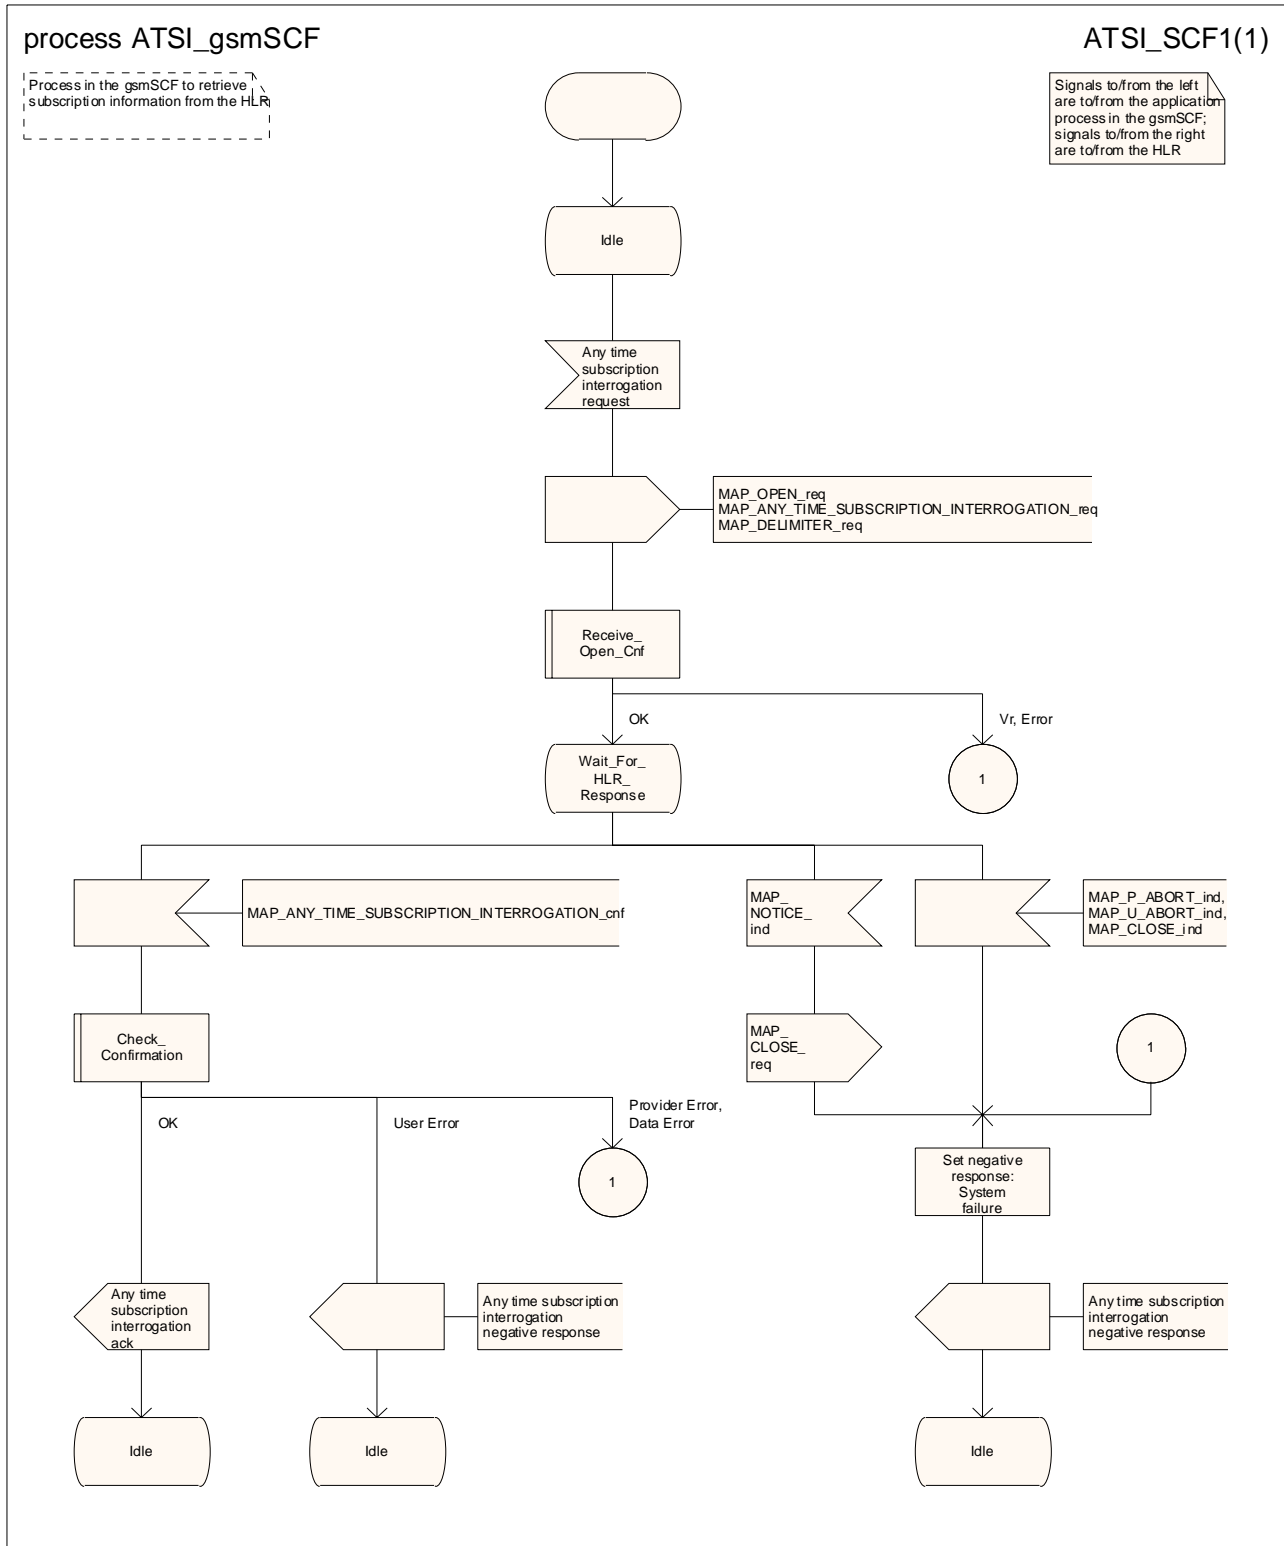 process ATSI_gsmSCF
ATSI_SCF1(1)
Process in the gsmSCF to retrieve
subscription information from the HLR
Signals to/from the left
are to/from the application
process in the gsmSCF;
signals to/from the right
are to/from the HLR
Idle
Any time
subscription
interrogation
request
MAP_OPEN_req
MAP_ANY_TIME_SUBSCRIPTION_INTERROGATION_req
MAP_DELIMITER_req
Receive_
Open_Cnf
OK
Vr, Error
Wait_For_
HLR_
Response
1
MAP_ANY_TIME_SUBSCRIPTION_INTERROGATION_cnf
MAP_
NOTICE_
ind
MAP_P_ABORT_ind,
MAP_U_ABORT_ind,
MAP_CLOSE_ind
Check_
Confirmation
MAP_
CLOSE_
req
1
OK
User Error
Provider Error,
Data Error
1
Set negative
response:
System
failure
Any time
subscription
interrogation
ack
Any time subscription
interrogation
negative response
Any time subscription
interrogation
negative response
Idle
Idle
Idle